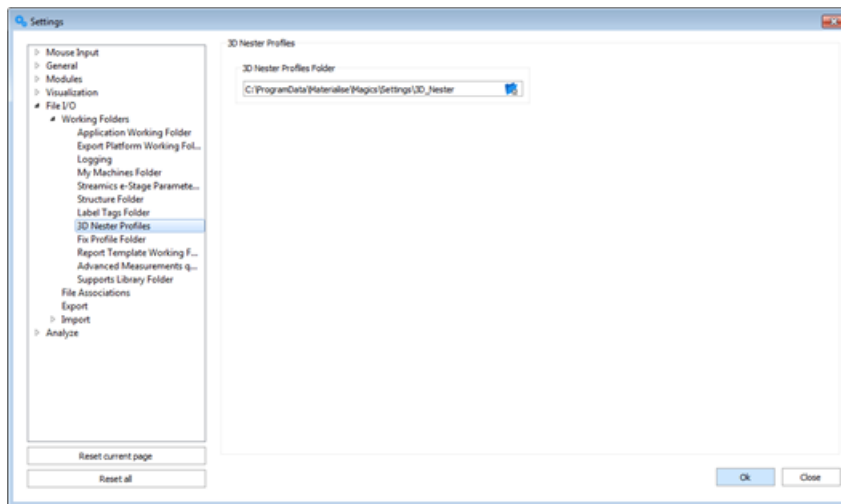 Settings
Mouse Input
General
Modules
Visualization
File I/O
Working Folders
Application Working Folder
Export Platform Working Fol...
Logging
My Machines Folder
Streamics e-Stage Paramete...
Structure Folder
Label Tags Folder
3D Nester Profiles
Fix Profile Folder
Report Template Working F...
Advanced Measurements q...
Supports Library Folder
File Associations
Export
Import
Analyze
Reset current page
Reset all
3D Nester Profiles
3D Nester Profiles Folder
C:\ProgramData\Materialise\Magics\Settings\3D_Nester
Ok
Close